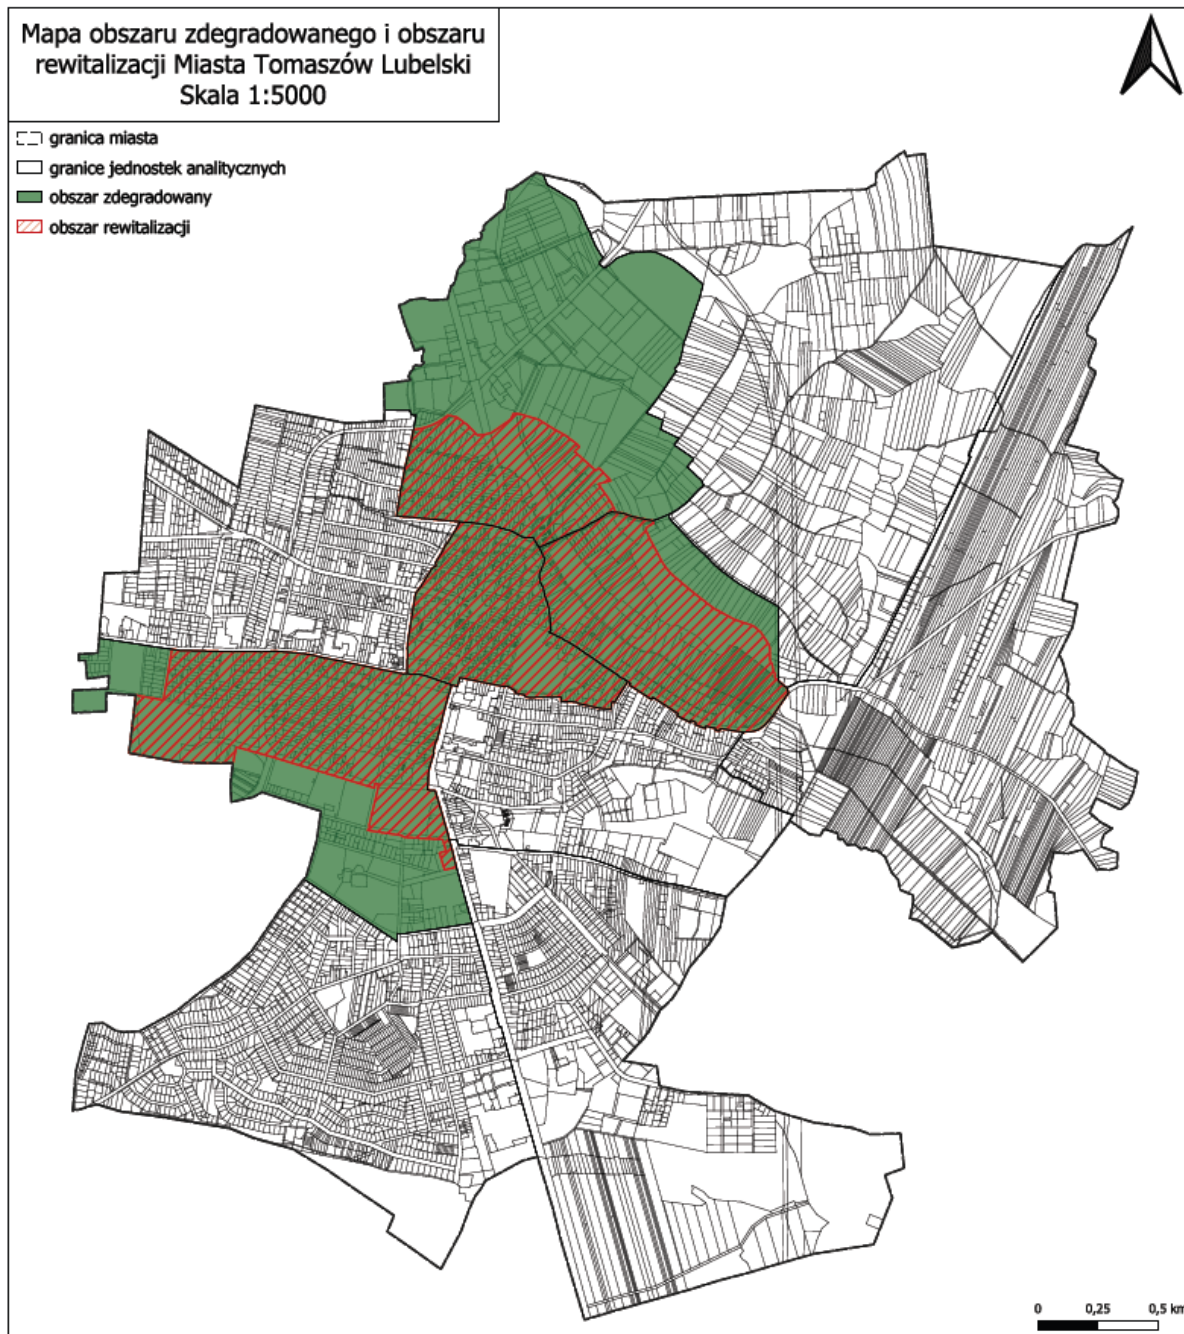 Mapa obszaru zdegradowanego i obszaru
rewitalizacji Miasta Tomaszów Lubelski
Skala 1:5000
granica miasta
granice jednostek analitycznych
obszar zdegradowany
obszar rewitalizacji
0 0,25 0,5 km